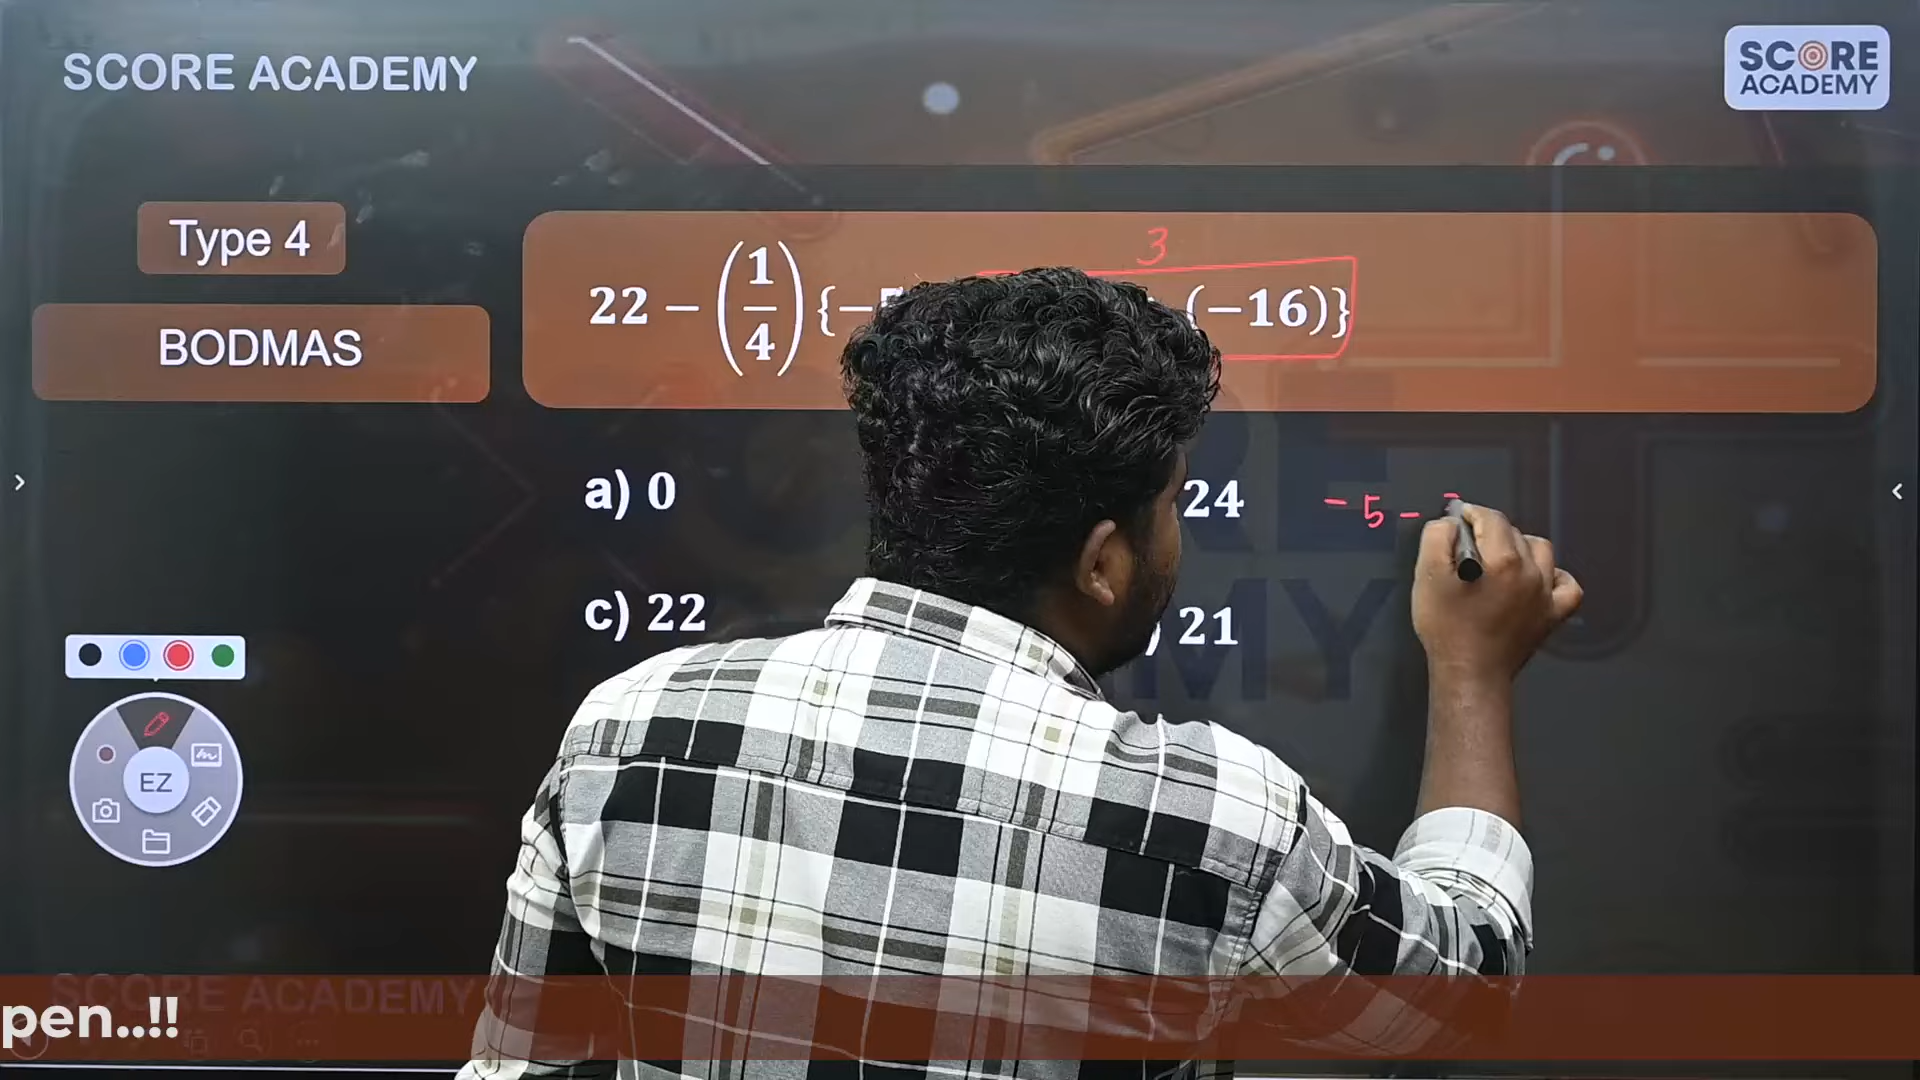 SCORE ACADEMY
SCORE
ACADEMY
Type 4
BODMAS
3
22 − (1/4) {−5 (−16)}
a) 0
24
− 5 −
c) 22
) 21
EZ
SCORE ACADEMY
pen..!!